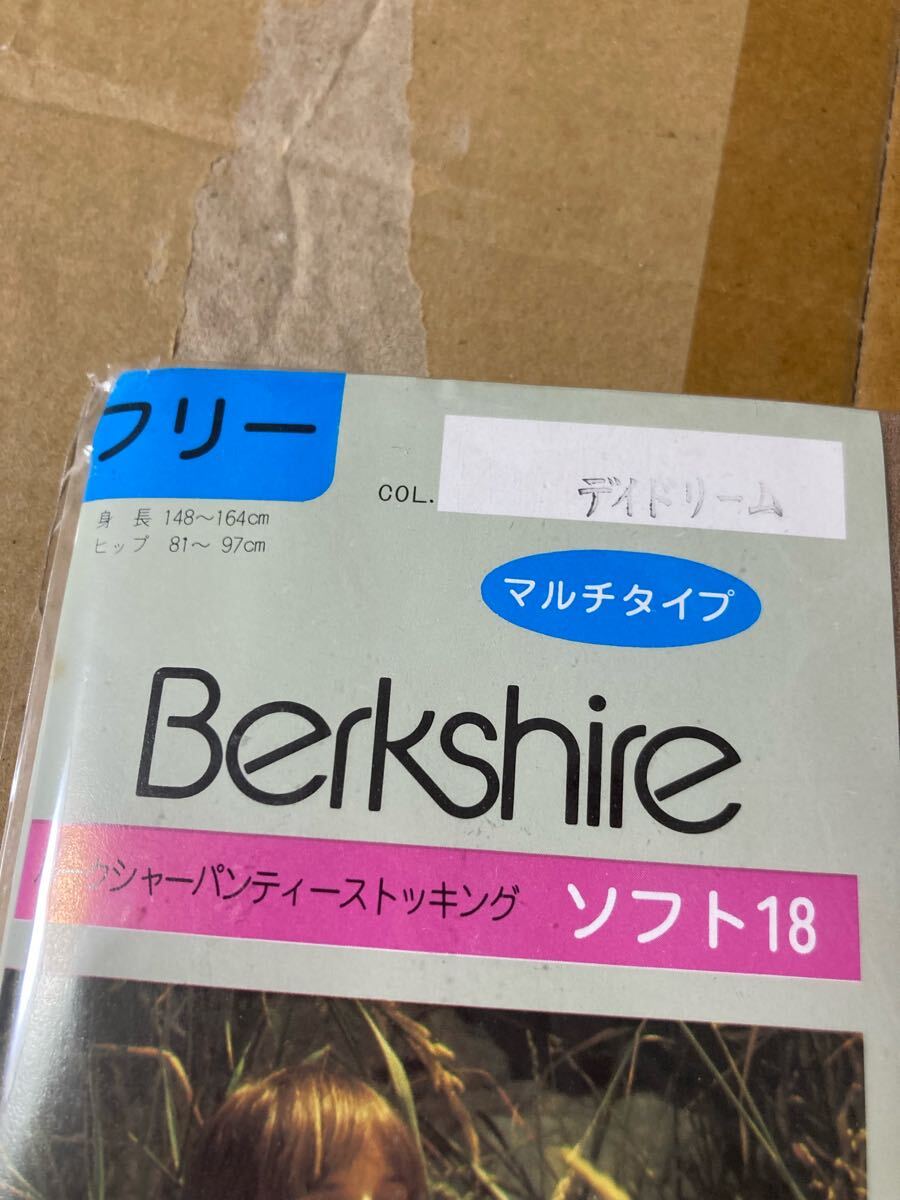 フリー
身 長 148～164cm
ヒップ 81～ 97cm
COL. デイドリーム
マルチタイプ
Berkshire
バークシャーパンティーストッキング ソフト18